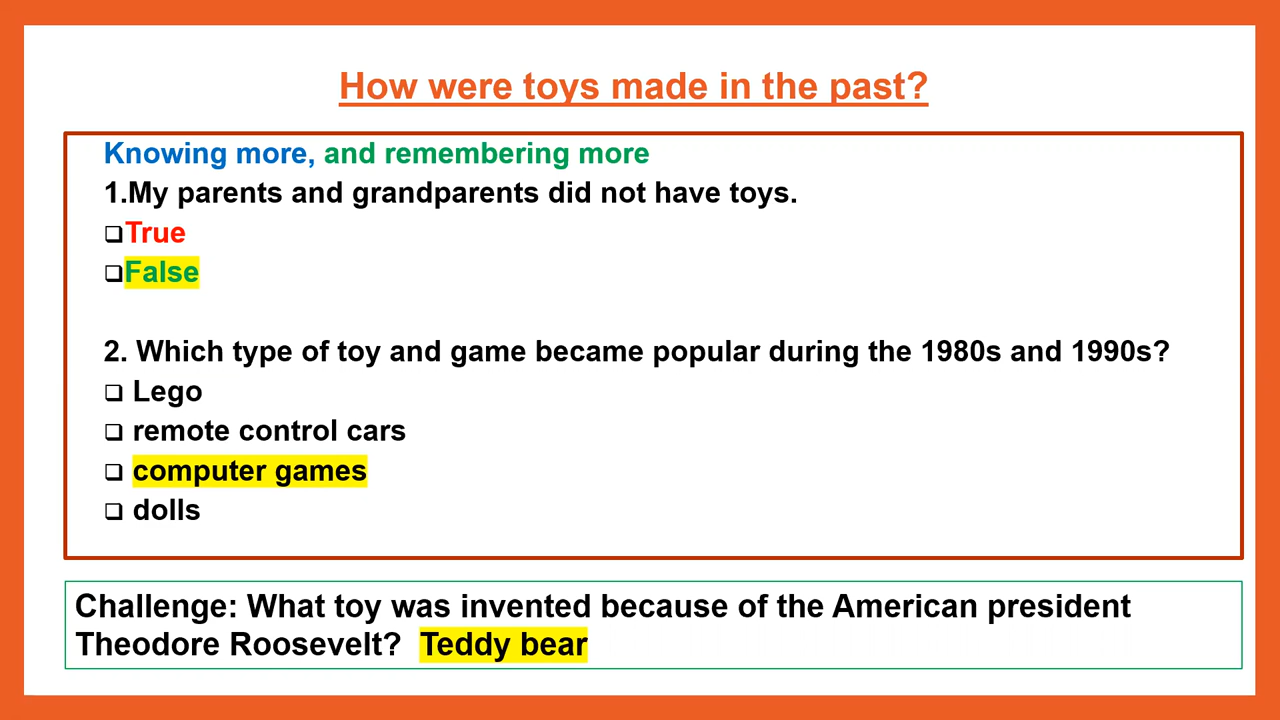 How were toys made in the past?
Knowing more, and remembering more
1.My parents and grandparents did not have toys.
❑True
❑False
2. Which type of toy and game became popular during the 1980s and 1990s?
❑ Lego
❑ remote control cars
❑ computer games
❑ dolls
Challenge: What toy was invented because of the American president
Theodore Roosevelt? Teddy bear